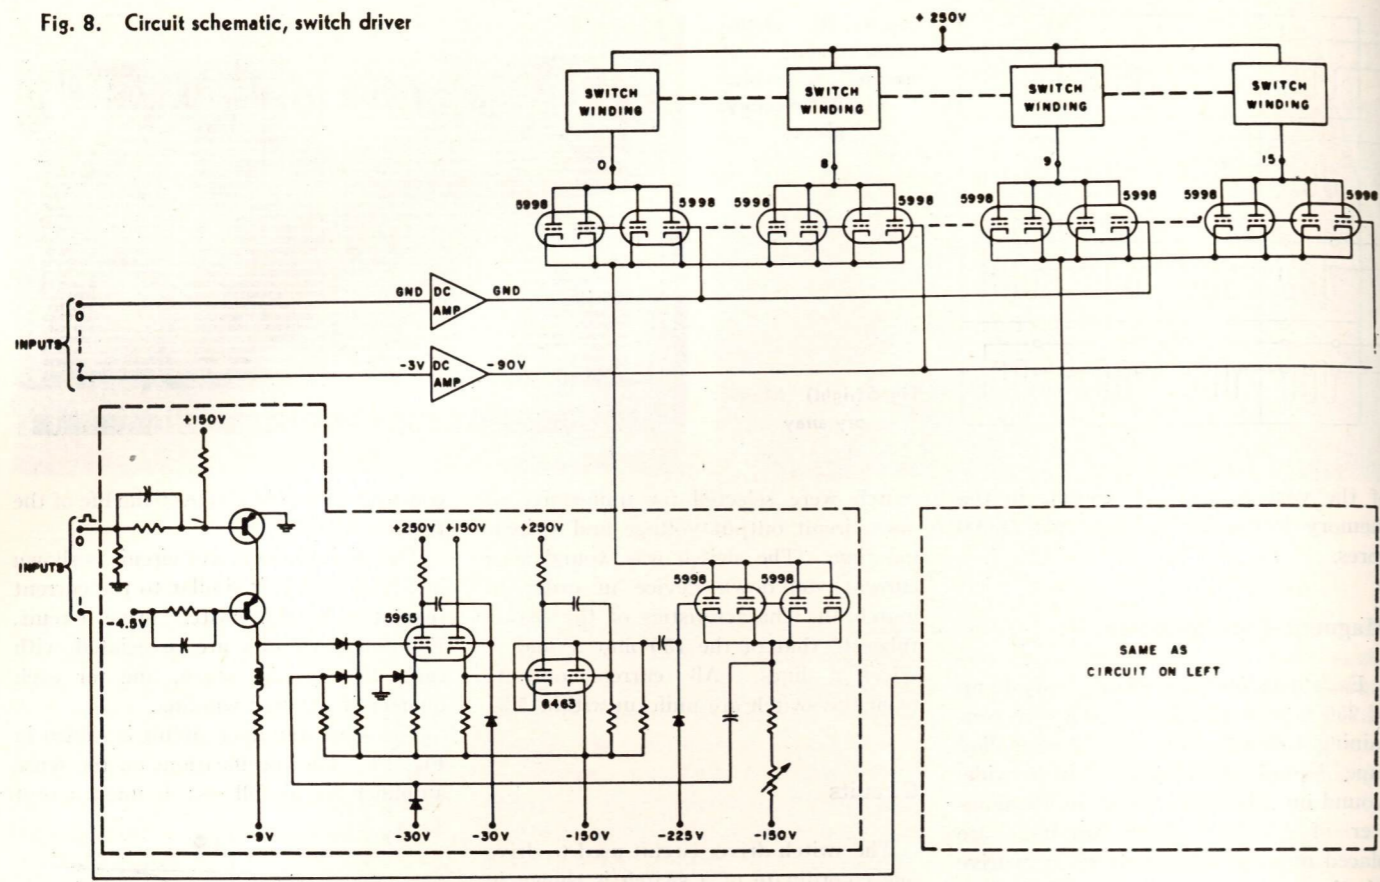 Fig. 8. Circuit schematic, switch driver
+ 250V
SWITCH
WINDING
SWITCH
WINDING
SWITCH
WINDING
SWITCH
WINDING
0
8
9
15
5998
5998
5998
5998
5998
5998
5998
5998
GND
DC
AMP
GND
INPUTS
0
7
-3V
DC
AMP
-90V
+150V
INPUTS
0
1
-4.5V
+250V
+150V
+250V
5965
6463
5998
5998
-9V
-30V
-30V
-150V
-225V
-150V
SAME AS
CIRCUIT ON LEFT